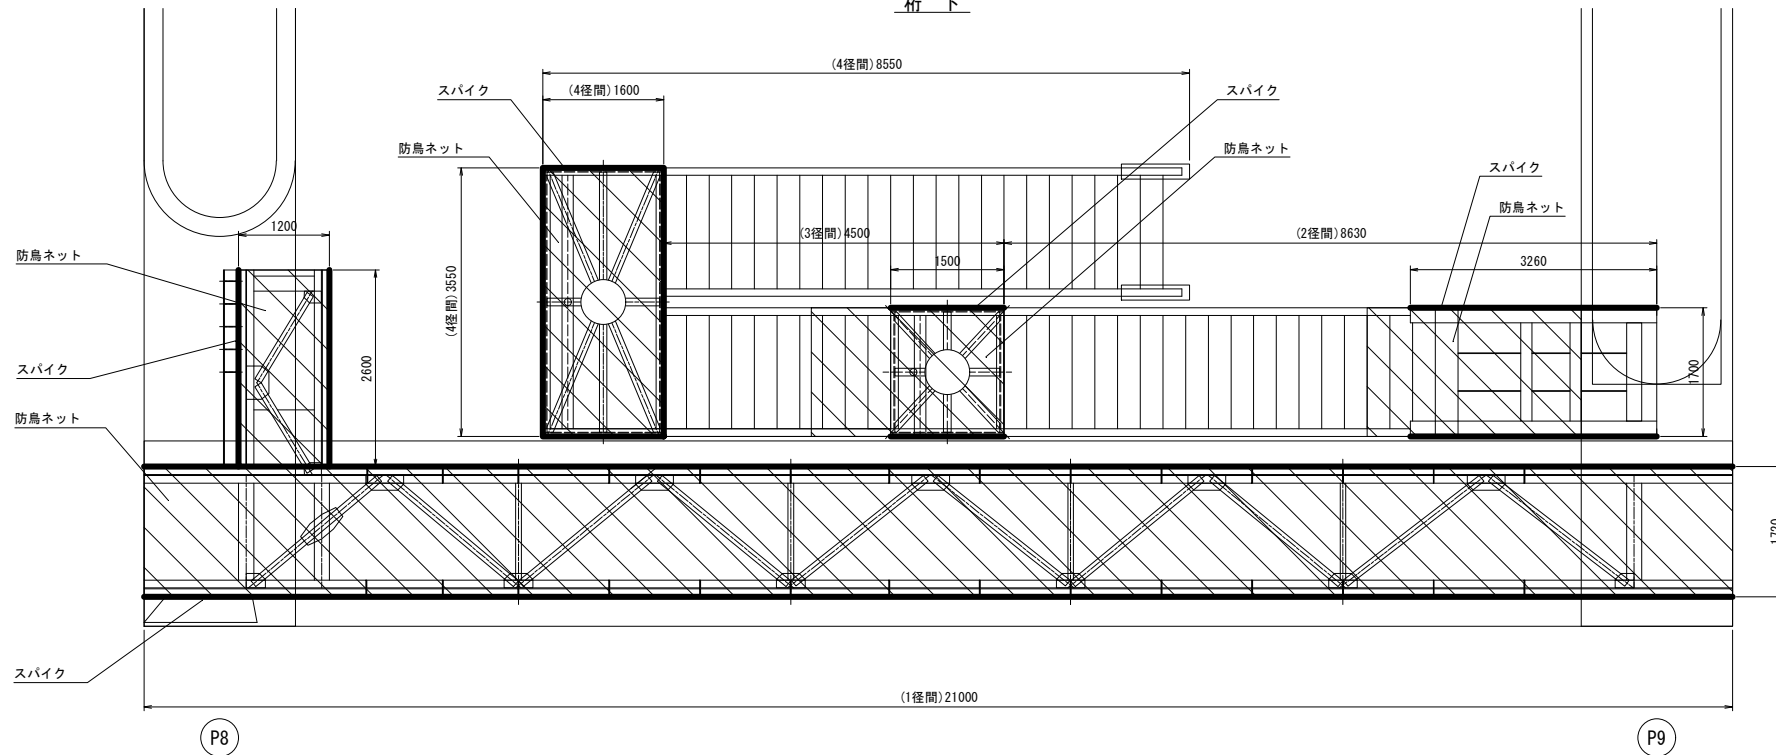 桁 下
(4径間)8550
スパイク
(4径間)1600
スパイク
防鳥ネット
防鳥ネット
スパイク
防鳥ネット
1200
(3径間)4500
(2径間)8630
防鳥ネット
1500
3260
(4径間)3550
2600
1700
スパイク
防鳥ネット
スパイク
(1径間)21000
P8
P9